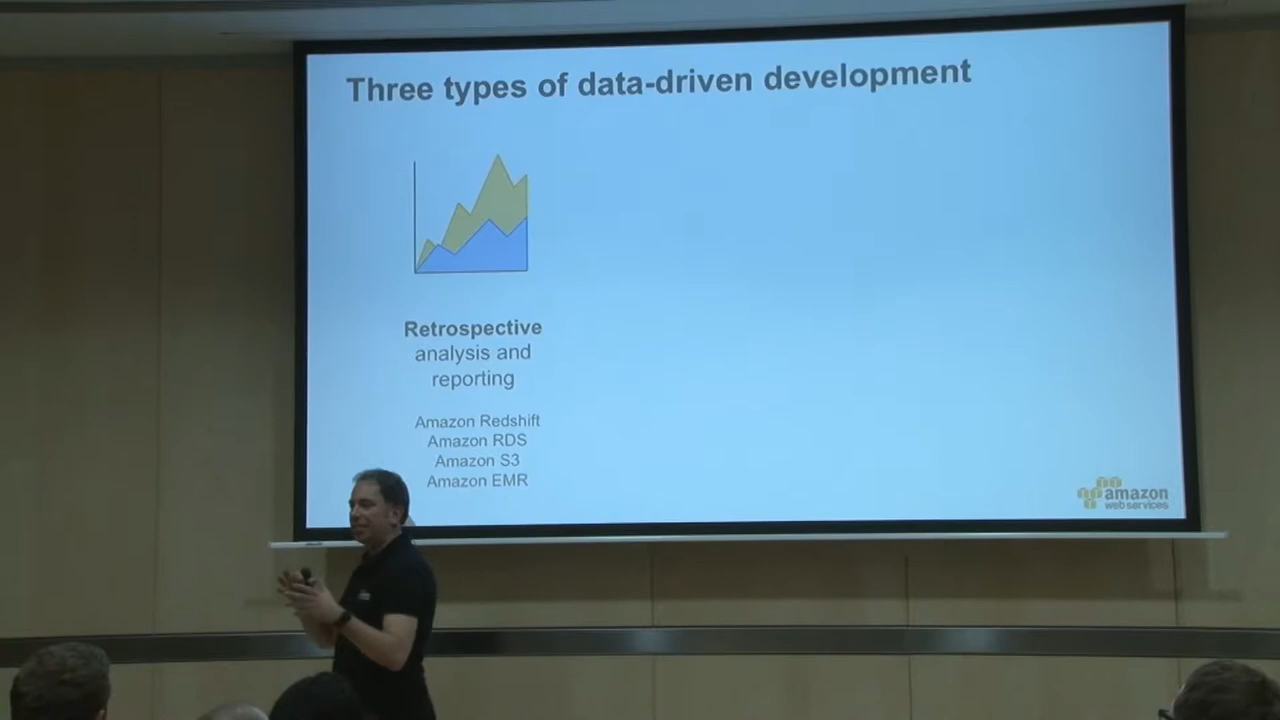 Three types of data-driven development
Retrospective
analysis and
reporting
Amazon Redshift
Amazon RDS
Amazon S3
Amazon EMR
amazon
web services